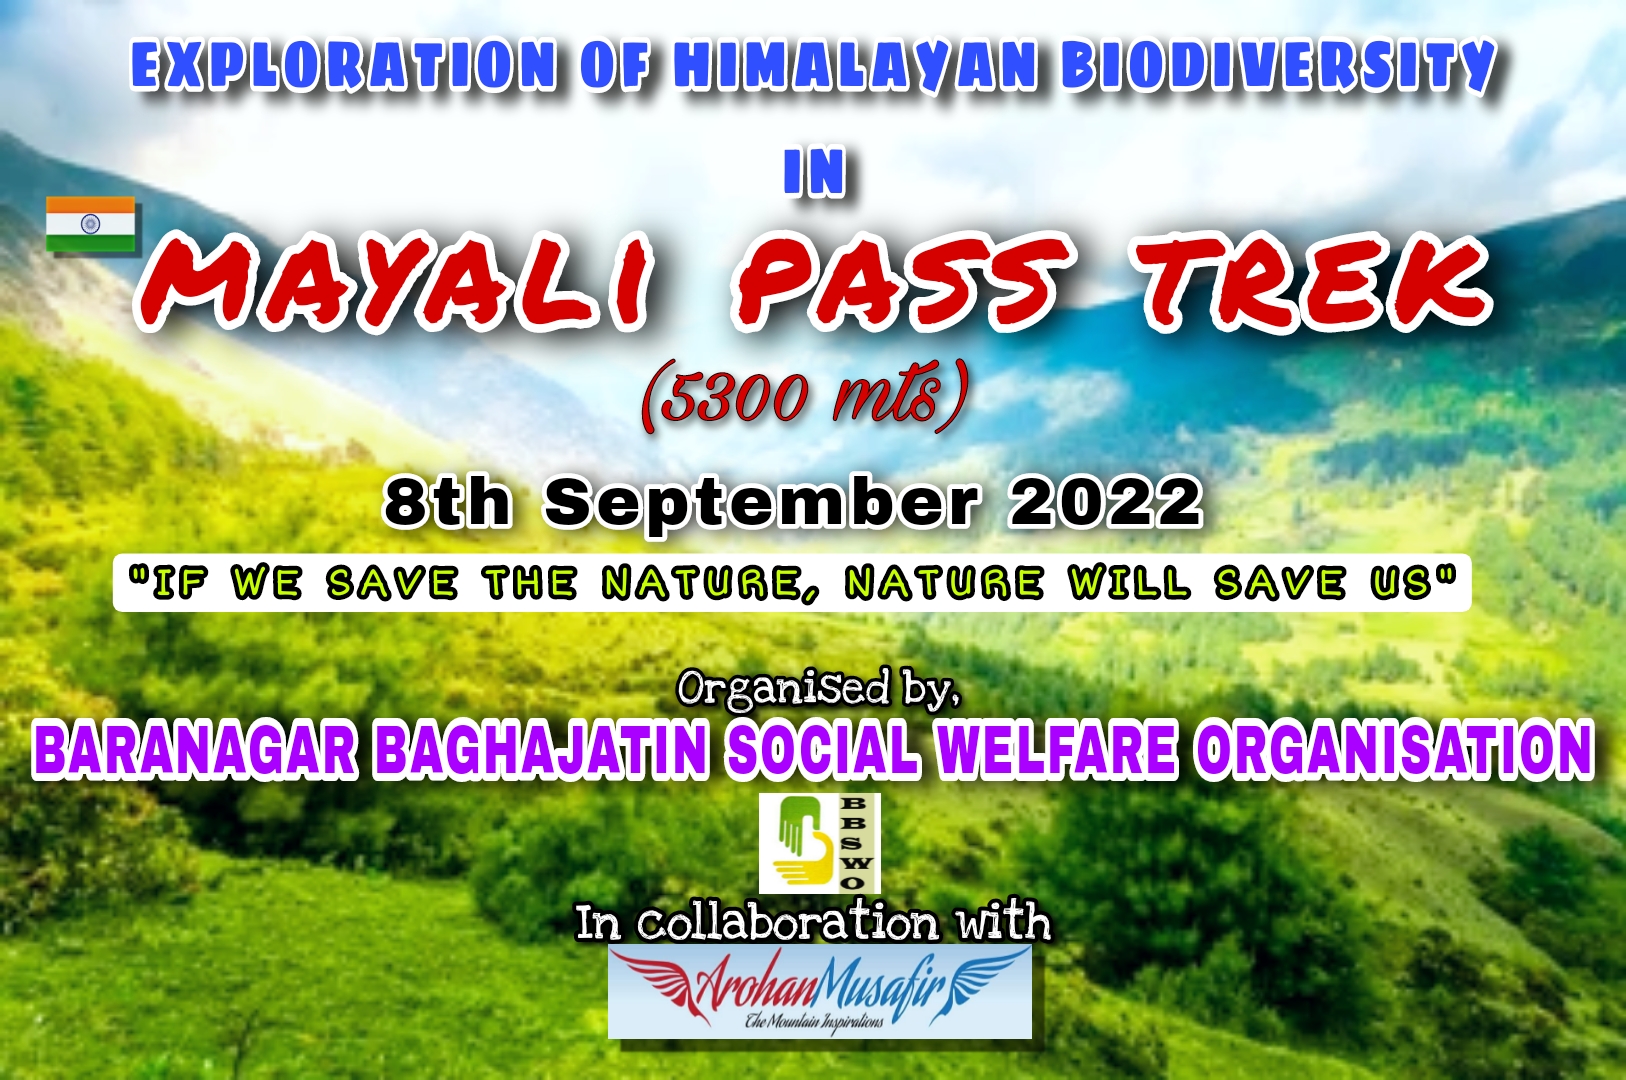 EXPLORATION OF HIMALAYAN BIODIVERSITY
IN
MAYALI PASS TREK
(5300 mts)
8th September 2022
"IF WE SAVE THE NATURE, NATURE WILL SAVE US"
Organised by,
BARANAGAR BAGHAJATIN SOCIAL WELFARE ORGANISATION
BBSWO
In collaboration with
ArohanMusafir
The Mountain Inspirations